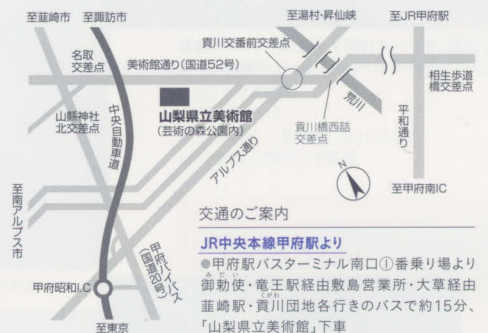 至韮崎市
至諏訪市
至湯村・昇仙峡
至JR甲府駅
名取
交差点
美術館通り(国道52号)
貢川交番前交差点
相生歩道
橋交差点
山縣神社
北交差点
中央自動車道
山梨県立美術館
(芸術の森公園内)
アルプス通り
荒川
貢川橋西詰
交差点
平和通り
N
至南アルプス市
至甲府南IC
甲府バイパス
(国道20号)
甲府昭和I.C
至東京
交通のご案内
JR中央本線甲府駅より
●甲府駅バスターミナル南口①番乗り場より
みだい
御勅使・竜王駅経由敷島営業所・大草経由
くがわ
韮崎駅・貢川団地各行きのバスで約15分、
「山梨県立美術館」下車